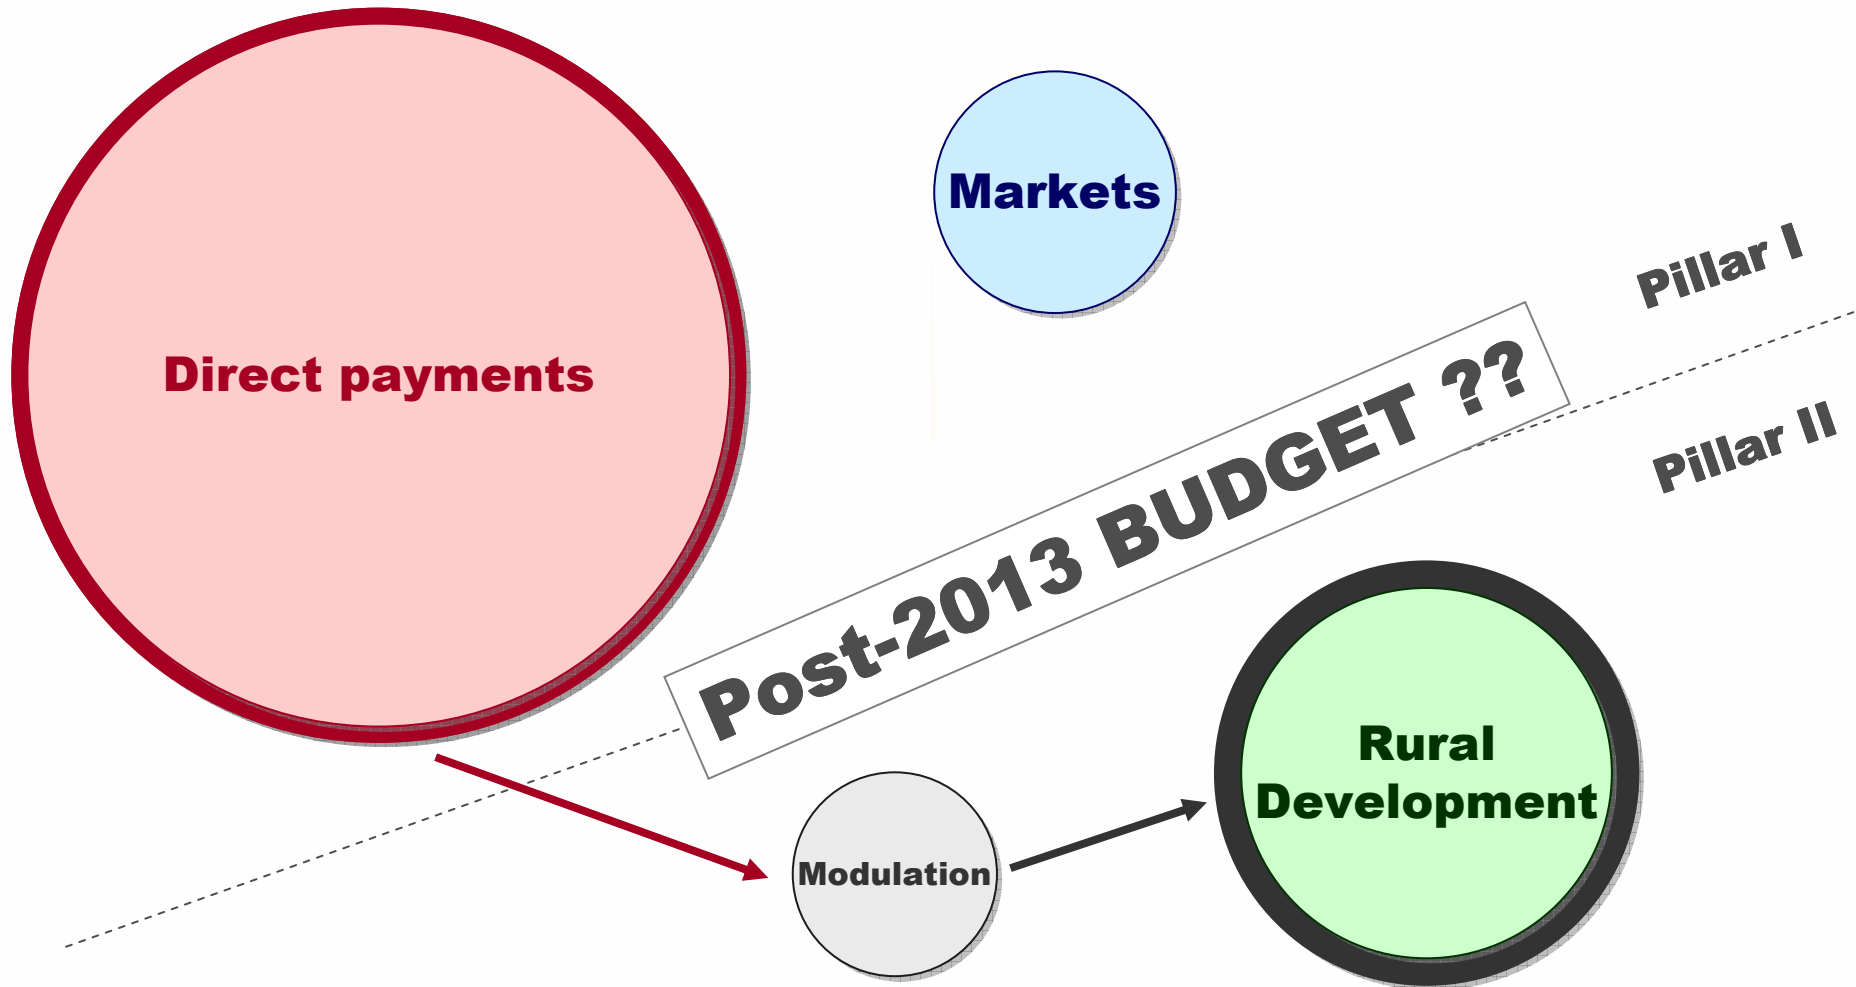 Direct payments
Markets
Pillar I
Post-2013 BUDGET ??
Pillar II
Rural
Development
Modulation